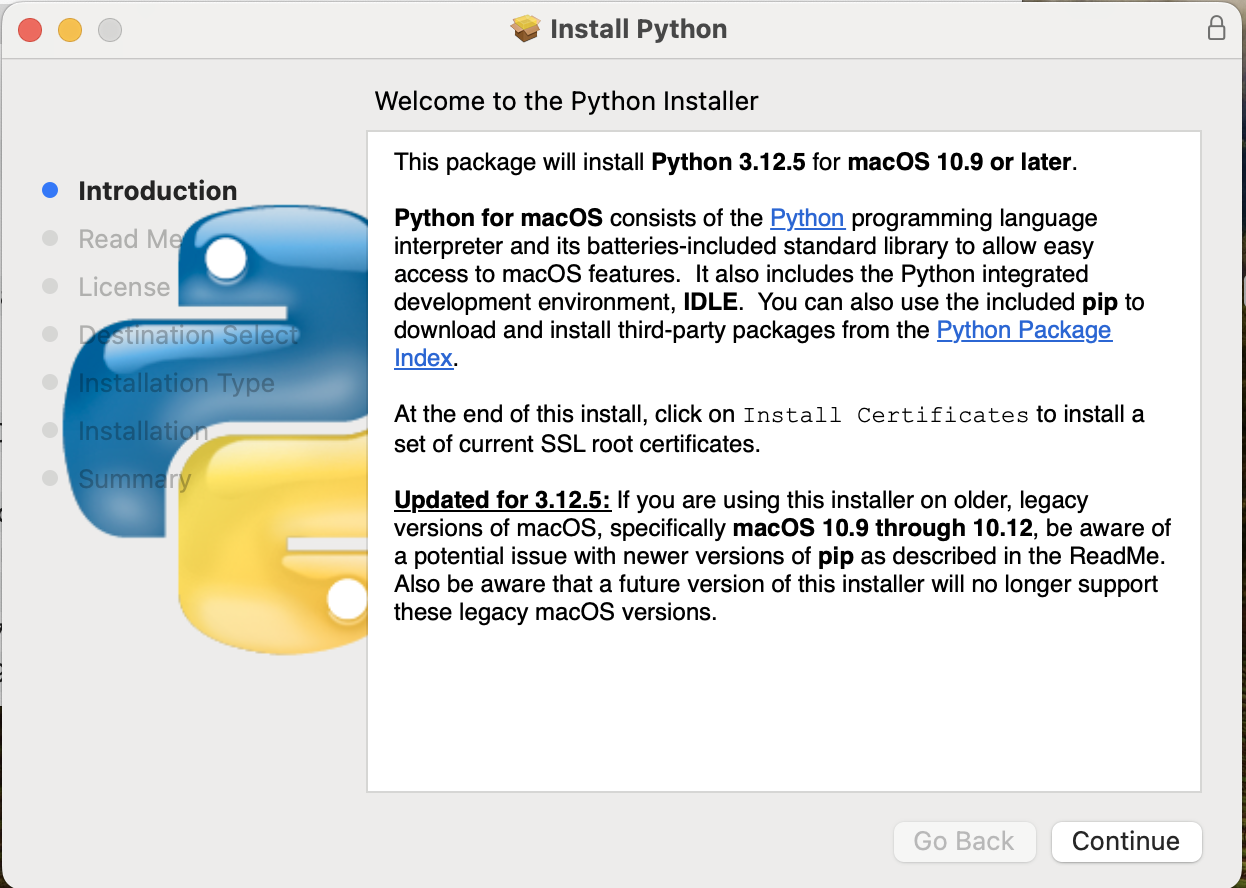 Install Python
Welcome to the Python Installer
Introduction
Read Me
License
Destination Select
Installation Type
Installation
Summary
This package will install Python 3.12.5 for macOS 10.9 or later.
Python for macOS consists of the Python programming language
interpreter and its batteries-included standard library to allow easy
access to macOS features.  It also includes the Python integrated
development environment, IDLE.  You can also use the included pip to
download and install third-party packages from the Python Package
Index.
At the end of this install, click on Install Certificates to install a
set of current SSL root certificates.
Updated for 3.12.5: If you are using this installer on older, legacy
versions of macOS, specifically macOS 10.9 through 10.12, be aware of
a potential issue with newer versions of pip as described in the ReadMe.
Also be aware that a future version of this installer will no longer support
these legacy macOS versions.
Go Back
Continue